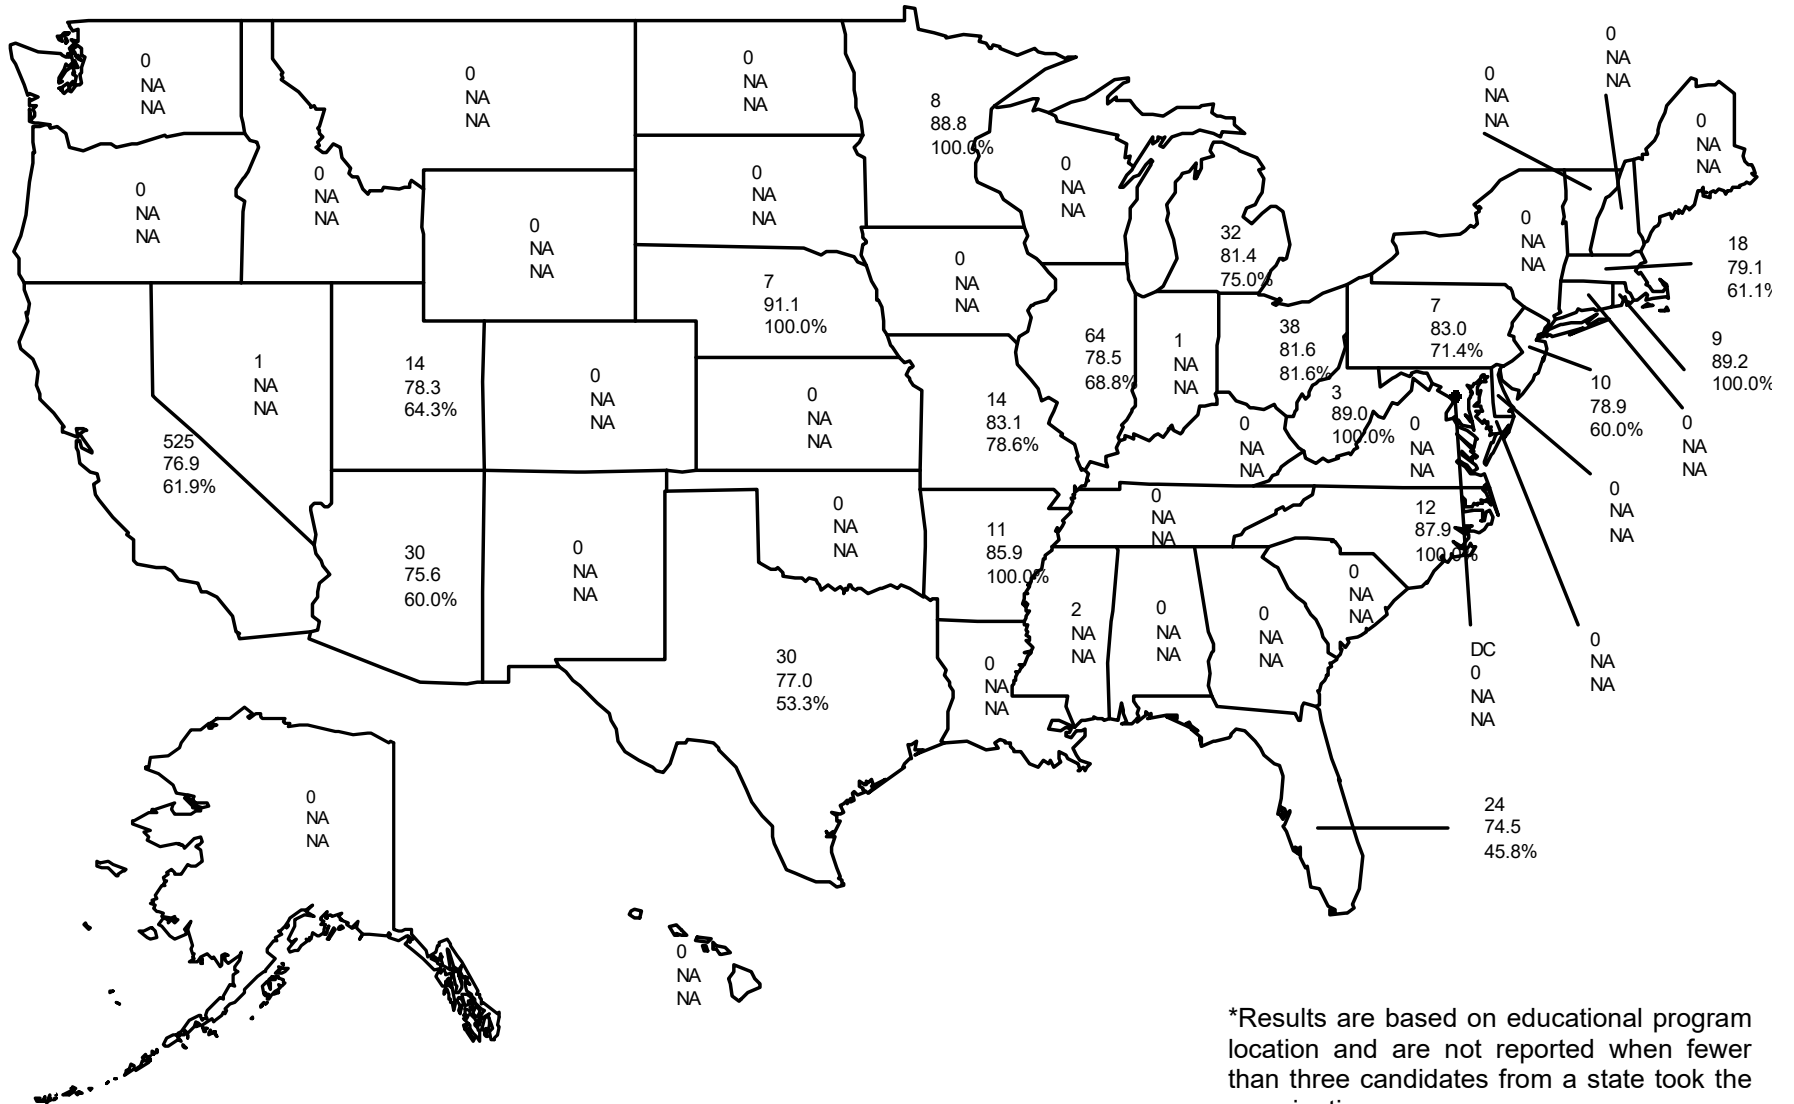 0
NA
NA
0
NA
NA
0
NA
NA
8
88.8
100.0%
0
NA
NA
0
NA
NA
0
NA
NA
0
NA
NA
0
NA
NA
0
NA
NA
0
NA
NA
0
NA
NA
0
NA
NA
32
81.4
75.0%
0
NA
NA
18
79.1
61.1%
7
91.1
100.0%
0
NA
NA
1
NA
NA
14
78.3
64.3%
0
NA
NA
0
NA
NA
14
83.1
78.6%
64
78.5
68.8%
1
NA
NA
38
81.6
81.6%
7
83.0
71.4%
9
89.2
100.0%
10
78.9
60.0%
3
89.0
100.0%
0
NA
NA
0
NA
NA
0
NA
NA
525
76.9
61.9%
0
NA
NA
30
75.6
60.0%
0
NA
NA
0
NA
NA
11
85.9
100.0%
0
NA
NA
12
87.9
100.0%
0
NA
NA
2
NA
NA
0
NA
NA
0
NA
NA
30
77.0
53.3%
0
NA
NA
DC
0
NA
NA
0
NA
NA
24
74.5
45.8%
0
NA
NA
0
NA
NA
*Results are based on educational program
location and are not reported when fewer
than three candidates from a state took the